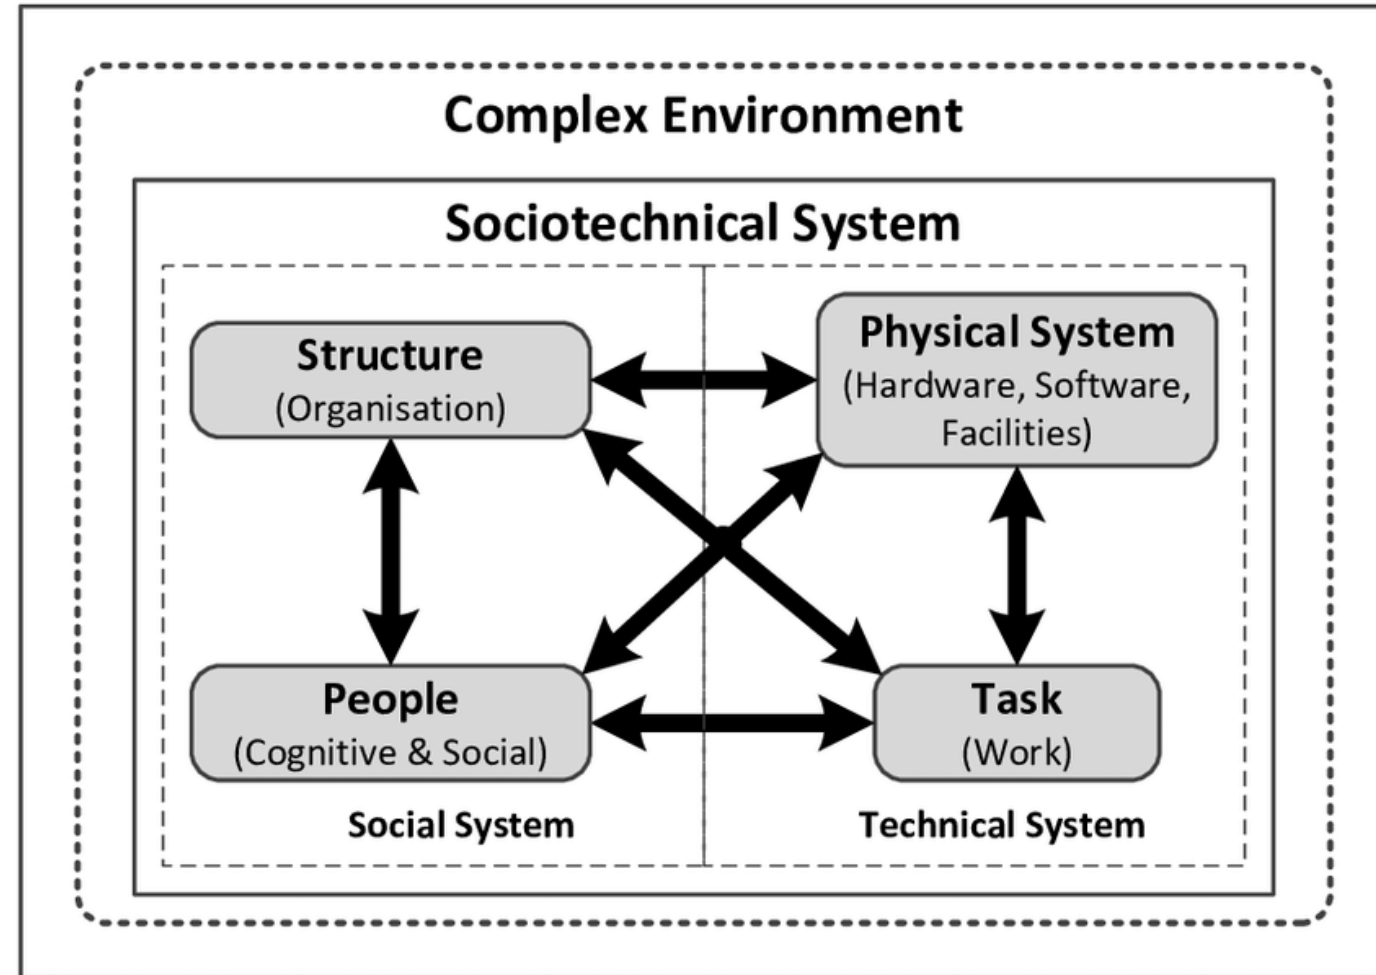 Complex Environment
Sociotechnical System
Structure
(Organisation)
Physical System
(Hardware, Software,
Facilities)
People
(Cognitive & Social)
Task
(Work)
Social System
Technical System